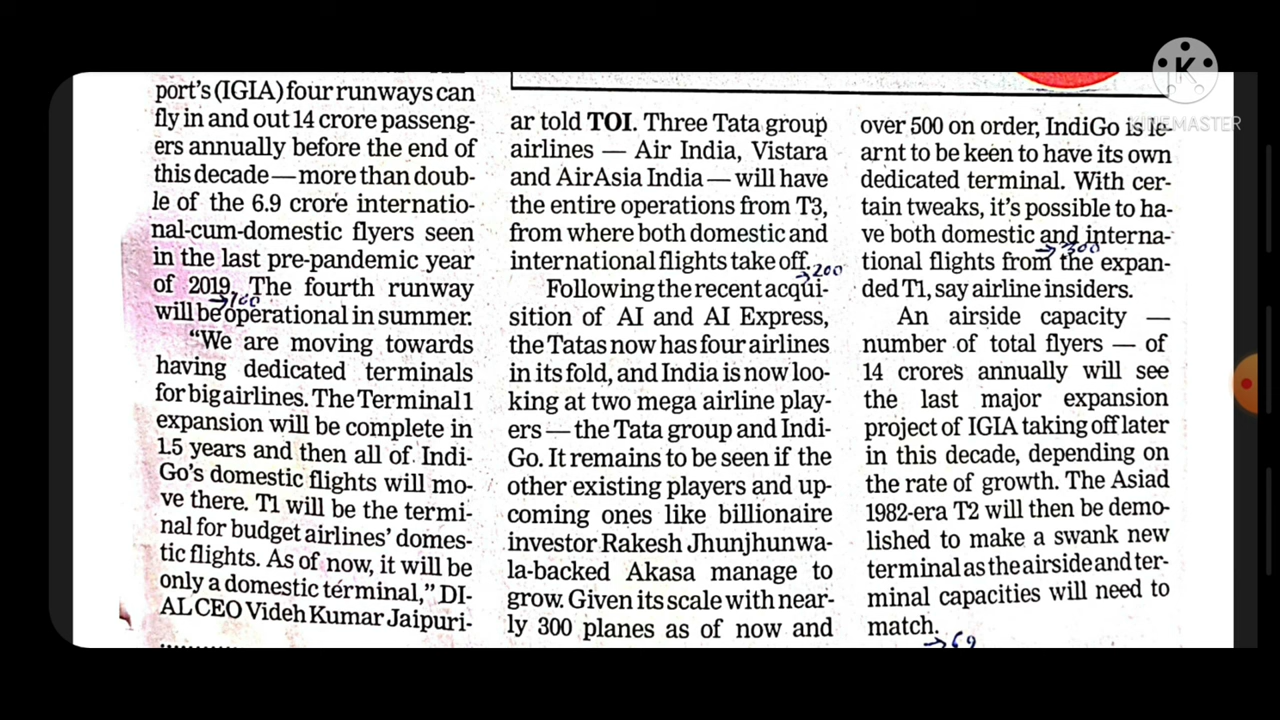 port's (IGIA) four runways can
fly in and out 14 crore passeng-
ers annually before the end of
this decade — more than doub-
le of the 6.9 crore internatio-
nal-cum-domestic flyers seen
in the last pre-pandemic year
of 2019. The fourth runway
→100
will be operational in summer.
"We are moving towards
having dedicated terminals
for big airlines. The Terminal 1
expansion will be complete in
1.5 years and then all of Indi-
Go's domestic flights will mo-
ve there. T1 will be the termi-
nal for budget airlines' domes-
tic flights. As of now, it will be
only a domestic terminal," DI-
AL CEO Videh Kumar Jaipuri-
ar told TOI. Three Tata group
airlines — Air India, Vistara
and AirAsia India — will have
the entire operations from T3,
from where both domestic and
international flights take off.
→200
Following the recent acqui-
sition of AI and AI Express,
the Tatas now has four airlines
in its fold, and India is now loo-
king at two mega airline play-
ers — the Tata group and Indi-
Go. It remains to be seen if the
other existing players and up-
coming ones like billionaire
investor Rakesh Jhunjhunwa-
la-backed Akasa manage to
grow. Given its scale with near-
ly 300 planes as of now and
over 500 on order, IndiGo is le-
arnt to be keen to have its own
dedicated terminal. With cer-
tain tweaks, it's possible to ha-
ve both domestic and interna-
→300
tional flights from the expan-
ded T1, say airline insiders.
An airside capacity —
number of total flyers — of
14 crores annually will see
the last major expansion
project of IGIA taking off later
in this decade, depending on
the rate of growth. The Asiad
1982-era T2 will then be demo-
lished to make a swank new
terminal as the airside and ter-
minal capacities will need to
match.
K
KINEMASTER